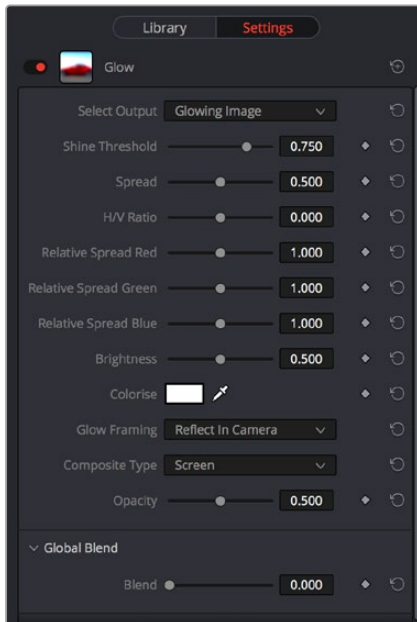 Library Settings
Glow
Select Output Glowing Image
Shine Threshold 0.750
Spread 0.500
H/V Ratio 0.000
Relative Spread Red 1.000
Relative Spread Green 1.000
Relative Spread Blue 1.000
Brightness 0.500
Colorise
Glow Framing Reflect In Camera
Composite Type Screen
Opacity 0.500
Global Blend
Blend 0.000